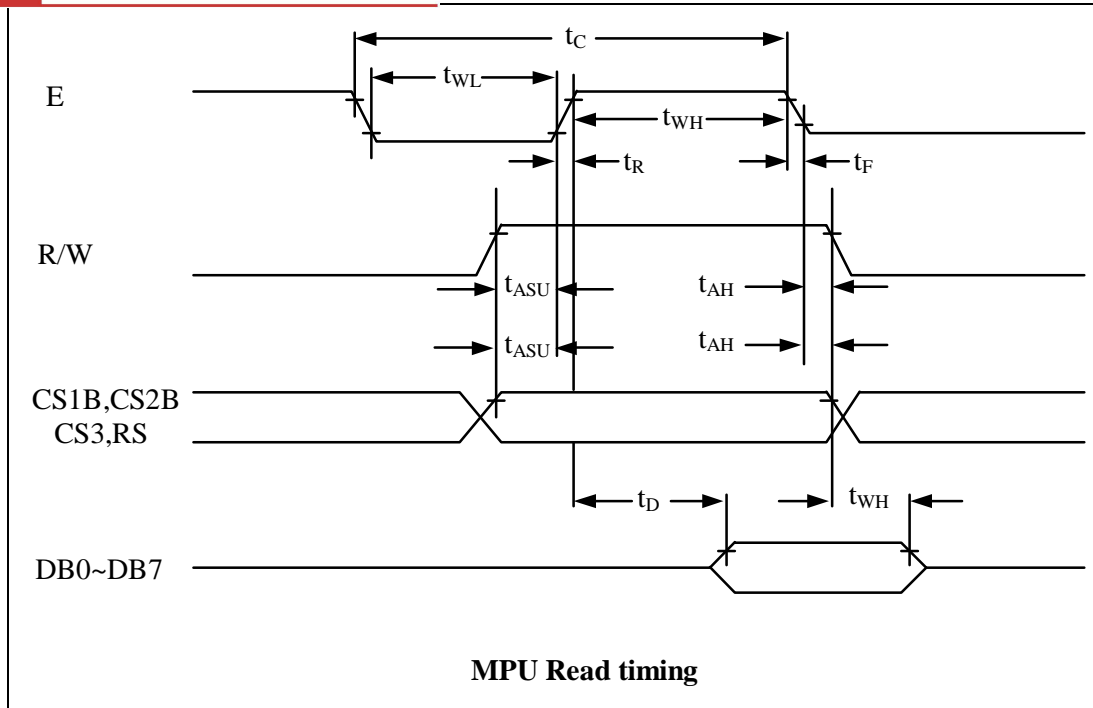 tC
E
tWL
tWH
tR
tF
R/W
tASU
tAH
tASU
tAH
CS1B,CS2B
CS3,RS
tD
tWH
DB0~DB7
MPU Read timing